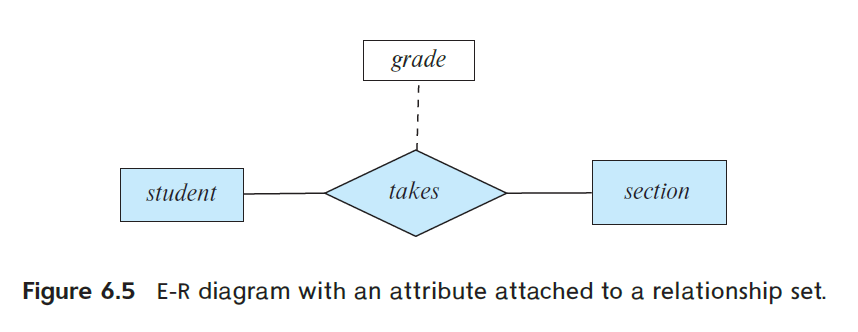 grade
student takes section
Figure 6.5 E-R diagram with an attribute attached to a relationship set.